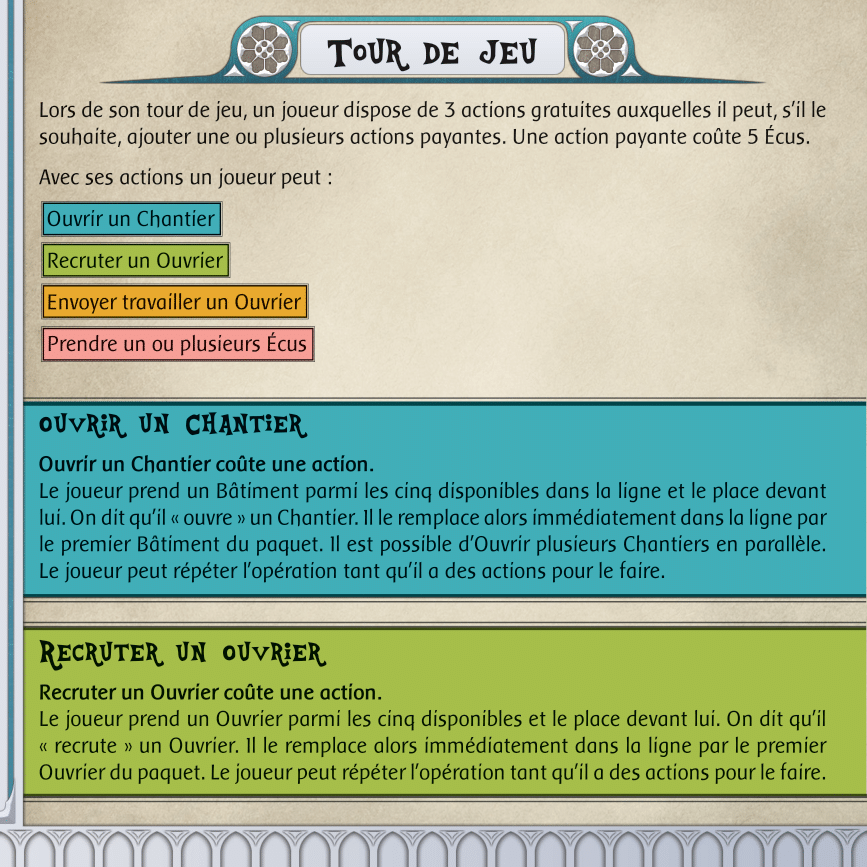 Tour de jeu
Lors de son tour de jeu, un joueur dispose de 3 actions gratuites auxquelles il peut, s'il le
souhaite, ajouter une ou plusieurs actions payantes. Une action payante coûte 5 Écus.
Avec ses actions un joueur peut :
Ouvrir un Chantier
Recruter un Ouvrier
Envoyer travailler un Ouvrier
Prendre un ou plusieurs Écus
Ouvrir un Chantier
Ouvrir un Chantier coûte une action.
Le joueur prend un Bâtiment parmi les cinq disponibles dans la ligne et le place devant
lui. On dit qu'il « ouvre » un Chantier. Il le remplace alors immédiatement dans la ligne par
le premier Bâtiment du paquet. Il est possible d'Ouvrir plusieurs Chantiers en parallèle.
Le joueur peut répéter l'opération tant qu'il a des actions pour le faire.
Recruter un ouvrier
Recruter un Ouvrier coûte une action.
Le joueur prend un Ouvrier parmi les cinq disponibles et le place devant lui. On dit qu'il
« recrute » un Ouvrier. Il le remplace alors immédiatement dans la ligne par le premier
Ouvrier du paquet. Le joueur peut répéter l'opération tant qu'il a des actions pour le faire.